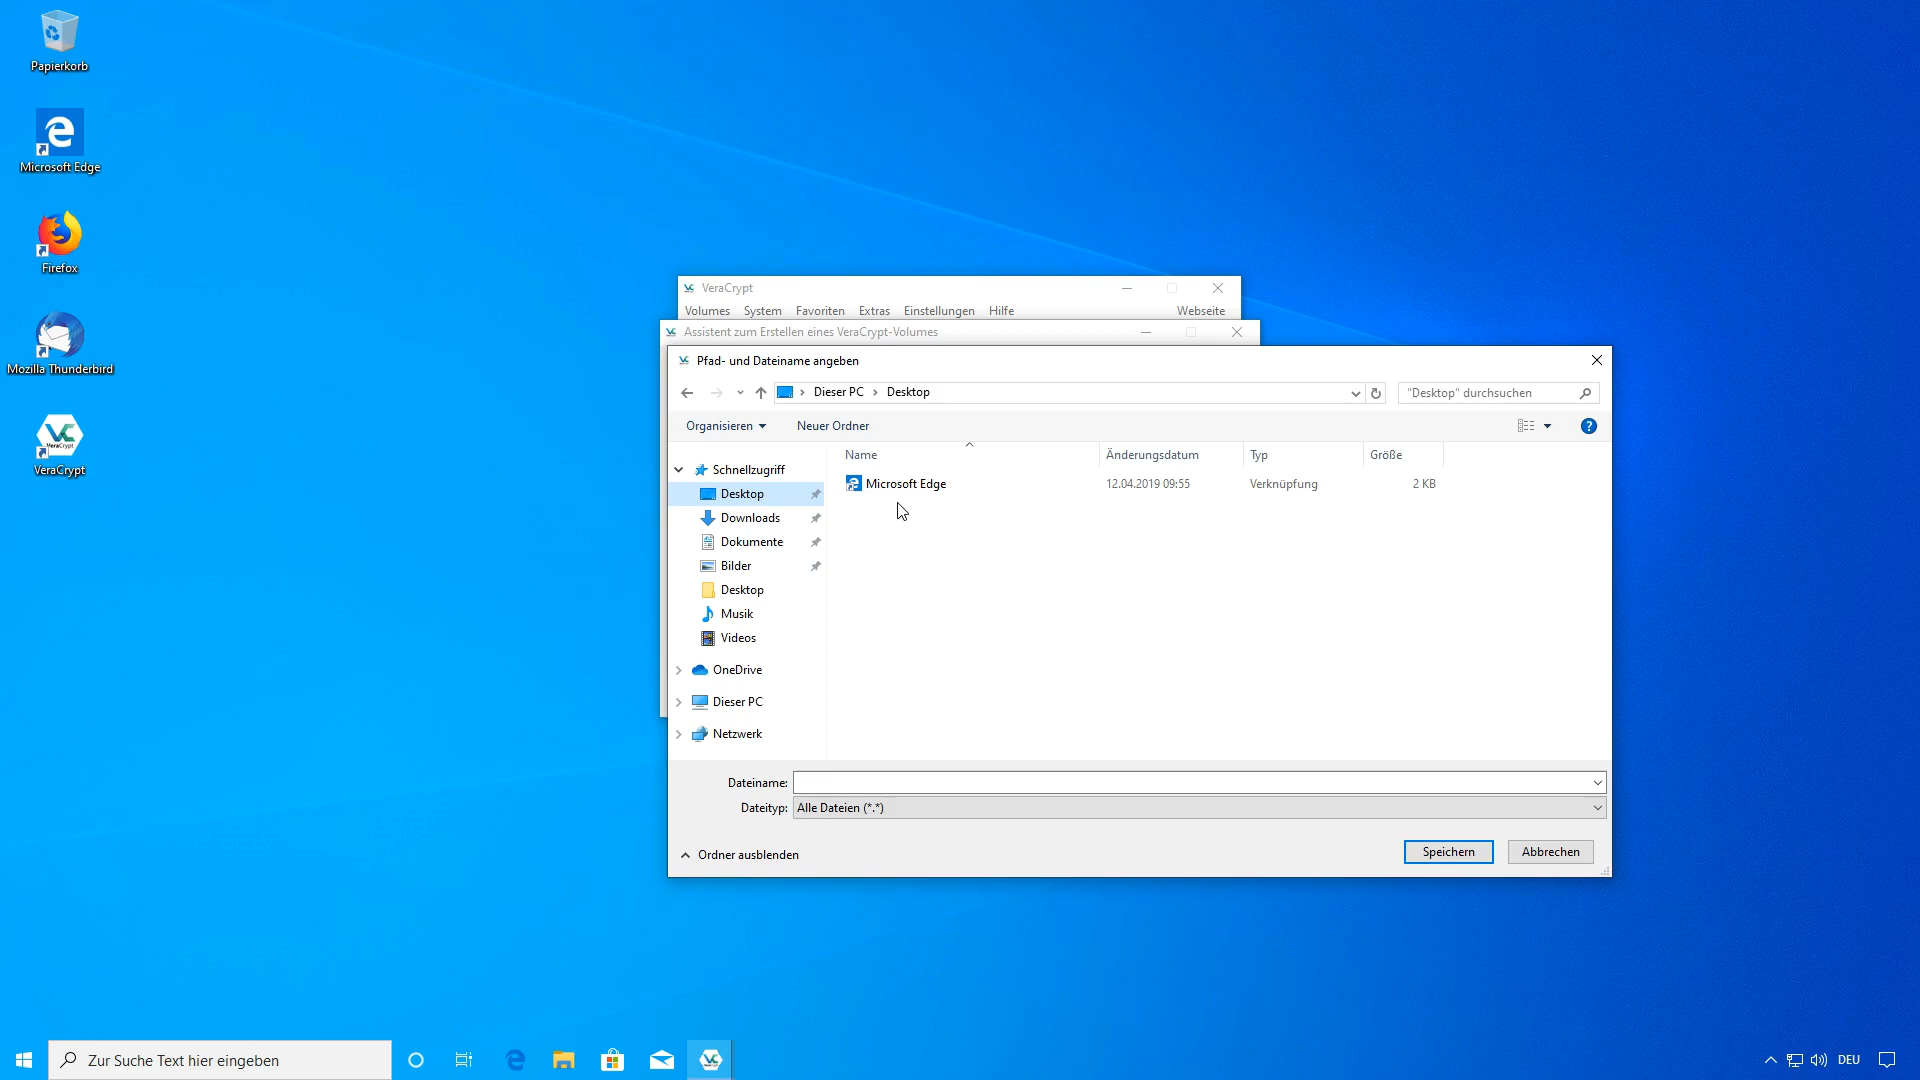 Papierkorb
Microsoft Edge
Firefox
Mozilla Thunderbird
VeraCrypt
VeraCrypt
VeraCrypt
Volumes System Favoriten Extras Einstellungen Hilfe Webseite
Assistent zum Erstellen eines VeraCrypt-Volumes
Pfad- und Dateiname angeben
Dieser PC Desktop
"Desktop" durchsuchen
Organisieren Neuer Ordner
Name Änderungsdatum Typ Größe
Microsoft Edge 12.04.2019 09:55 Verknüpfung 2 KB
Schnellzugriff
Desktop
Downloads
Dokumente
Bilder
Desktop
Musik
Videos
OneDrive
Dieser PC
Netzwerk
Dateiname:
Dateityp: Alle Dateien (*.*)
Ordner ausblenden
Speichern Abbrechen
Zur Suche Text hier eingeben
DEU